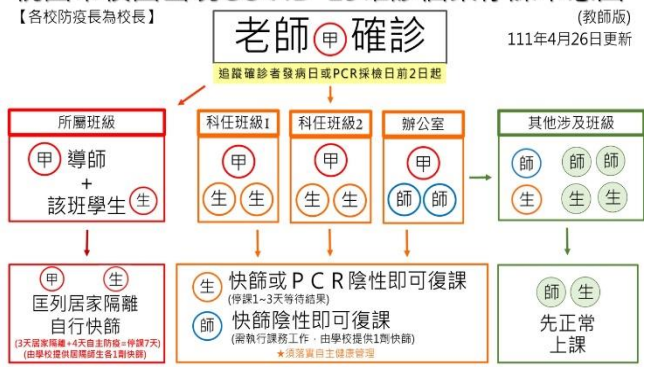 【各校防疫長為校長】
(教師版)
111年4月26日更新
老師甲確診
追蹤確診者發病日或PCR採檢日前2日起
所屬班級
甲 導師
+
該班學生 生
科任班級1
甲
生 生
科任班級2
甲
生 生
辦公室
甲
師 師
其他涉及班級
師 師 師
生 生 生
甲 生
匡列居家隔離
自行快篩
(3天居家隔離+4天自主防疫=停課7天)
(由學校提供居隔師生各1劑快篩)
生 快篩或PCR陰性即可復課
(停課1~3天等待結果)
師 快篩陰性，即可復課
(需執行課務工作，由學校提供1劑快篩)
★須落實自主健康管理
師 生
先正常
上課